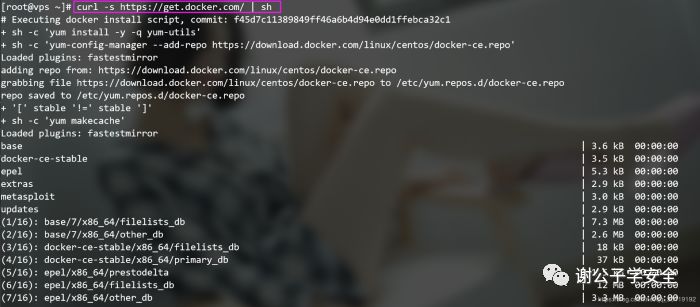 [root@vps ~]# curl -s https://get.docker.com/ | sh
# Executing docker install script, commit: f45d7c11389849ff46a6b4d94e0dd1ffebca32c1
+ sh -c 'yum install -y -q yum-utils'
+ sh -c 'yum-config-manager --add-repo https://download.docker.com/linux/centos/docker-ce.repo'
Loaded plugins: fastestmirror
adding repo from: https://download.docker.com/linux/centos/docker-ce.repo
grabbing file https://download.docker.com/linux/centos/docker-ce.repo to /etc/yum.repos.d/docker-ce.repo
repo saved to /etc/yum.repos.d/docker-ce.repo
+ '[' stable '!=' stable ']'
+ sh -c 'yum makecache'
Loaded plugins: fastestmirror
base | 3.6 kB 00:00:00
docker-ce-stable | 3.5 kB 00:00:00
epel | 5.3 kB 00:00:00
extras | 2.9 kB 00:00:00
metasploit | 3.0 kB 00:00:00
updates | 2.9 kB 00:00:00
(1/16): base/7/x86_64/filelists_db | 7.3 MB 00:00:00
(2/16): base/7/x86_64/other_db | 2.6 MB 00:00:00
(3/16): docker-ce-stable/x86_64/filelists_db | 18 kB 00:00:00
(4/16): docker-ce-stable/x86_64/primary_db | 37 kB 00:00:00
(5/16): epel/x86_64/prestodelta
(6/16): epel/x86_64/filelists_db | 12 MB 00:00:00
(7/16): epel/x86_64/other_db | 3.3 MB 00:00:00
谢公子学安全